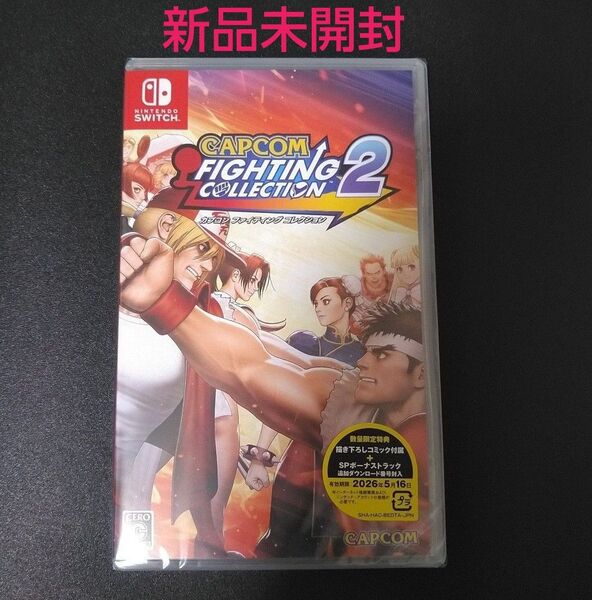 新品未開封
NINTENDO
SWITCH
CAPCOM
FIGHTING
COLLECTION 2
カプコン ファイティング コレクション
数量限定特典
描き下ろしコミック付属
+
SPボーナストラック
追加ダウンロード番号封入
有効期限 2026年5月16日
プラ
CERO
C
CAPCOM